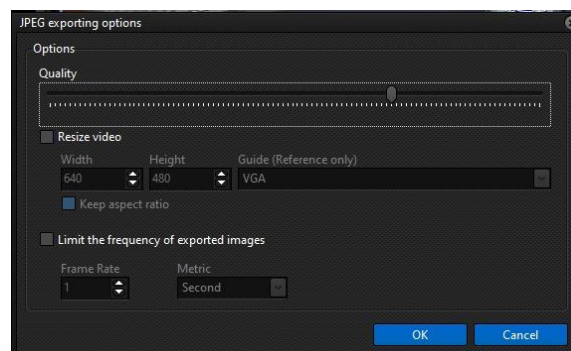 JPEG exporting options
Options
Quality
Resize video
Width Height Guide (Reference only)
640 480 VGA
Keep aspect ratio
Limit the frequency of exported images
Frame Rate Metric
1 Second
OK Cancel